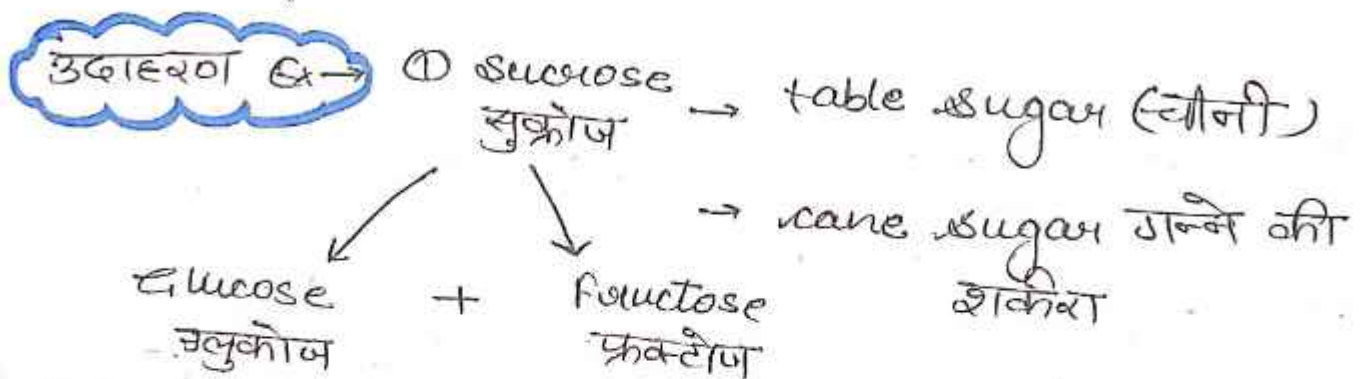 उदाहरण Ex → ① Sucrose → table sugar (चीनी)
सुक्रोज
→ cane sugar गन्ने की
शर्करा
Glucose + Fructose
ग्लुकोज फ्रक्टोज